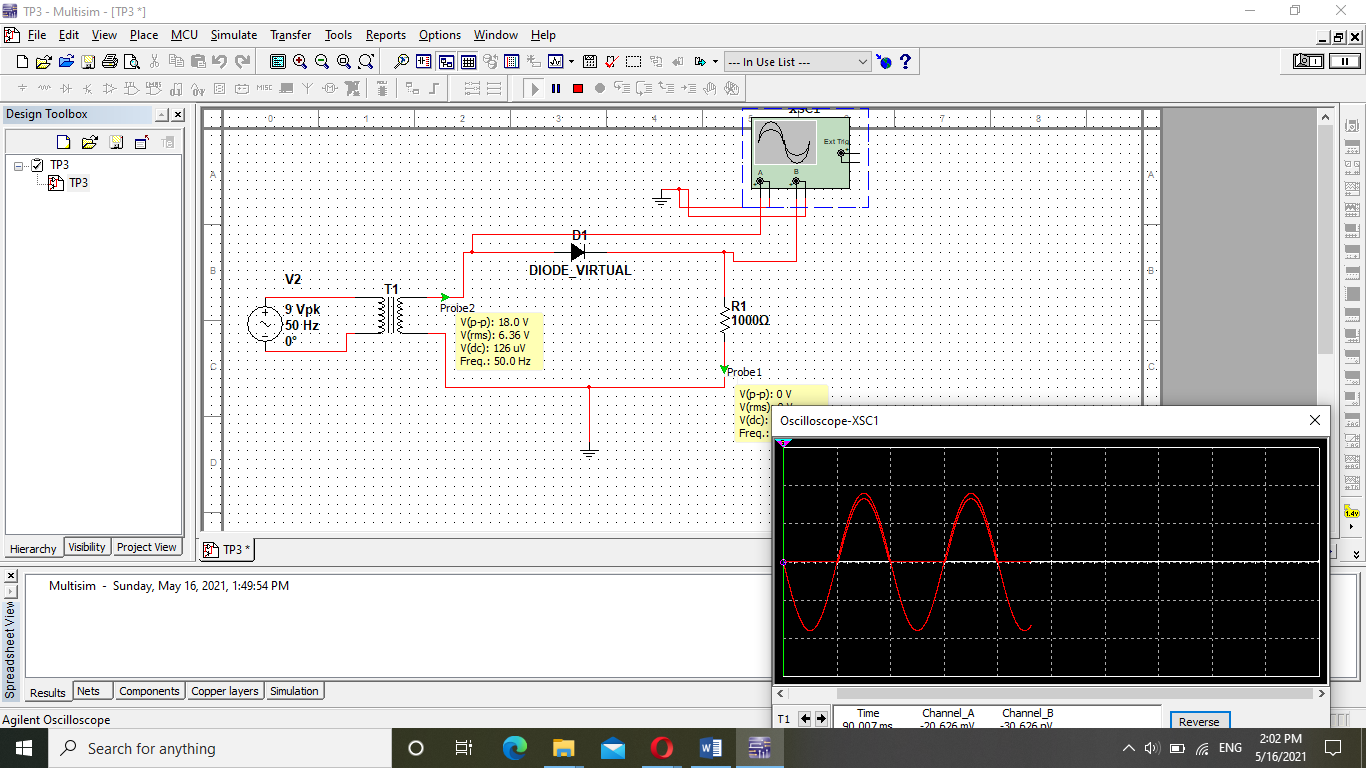 TP3 - Multisim - [TP3 *]
File Edit View Place MCU Simulate Transfer Tools Reports Options Window Help
--- In Use List ---
Design Toolbox
TP3
TP3
0 1 2 3 4 5 6 7 8
A
B
C
D
A
B
C
XSC1
Ext Trig
A B
D1
DIODE_VIRTUAL
V2
9 Vpk
50 Hz
0°
T1
Probe2
V(p-p): 18.0 V
V(rms): 6.36 V
V(dc): 126 uV
Freq.: 50.0 Hz
R1
1000Ω
Probe1
V(p-p): 0 V
V(rms)
V(dc):
Freq.:
Oscilloscope-XSC1
Hierarchy Visibility Project View
TP3 *
Multisim - Sunday, May 16, 2021, 1:49:54 PM
Spreadsheet View
Results Nets Components Copper layers Simulation
Agilent Oscilloscope
T1
Time Channel_A Channel_B
90.007 ms -20.626 mV -30.626 pV
Reverse
1.4v
Search for anything
ENG
2:02 PM
5/16/2021